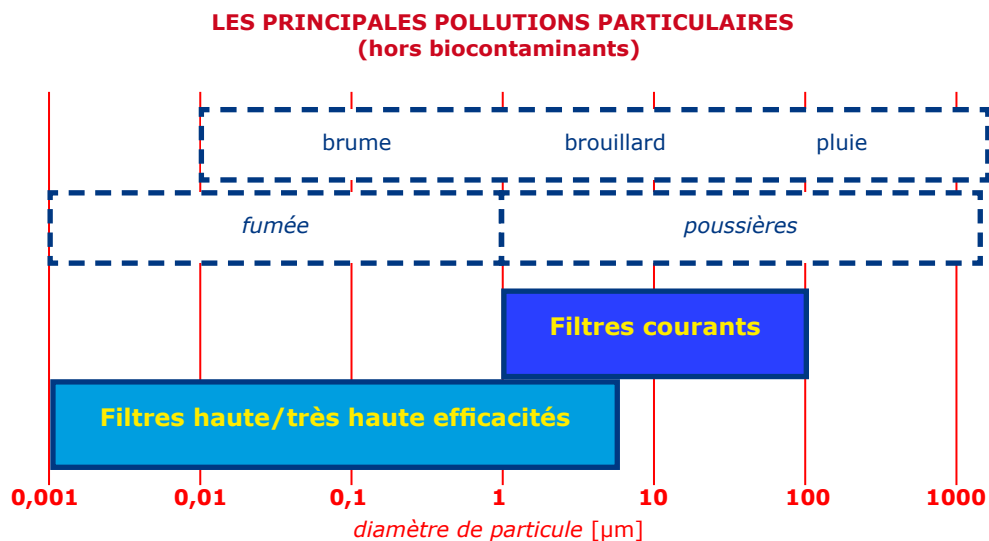 LES PRINCIPALES POLLUTIONS PARTICULAIRES
(hors biocontaminants)
brume brouillard pluie
fumée poussières
Filtres courants
Filtres haute/très haute efficacités
0,001 0,01 0,1 1 10 100 1000
diamètre de particule [µm]